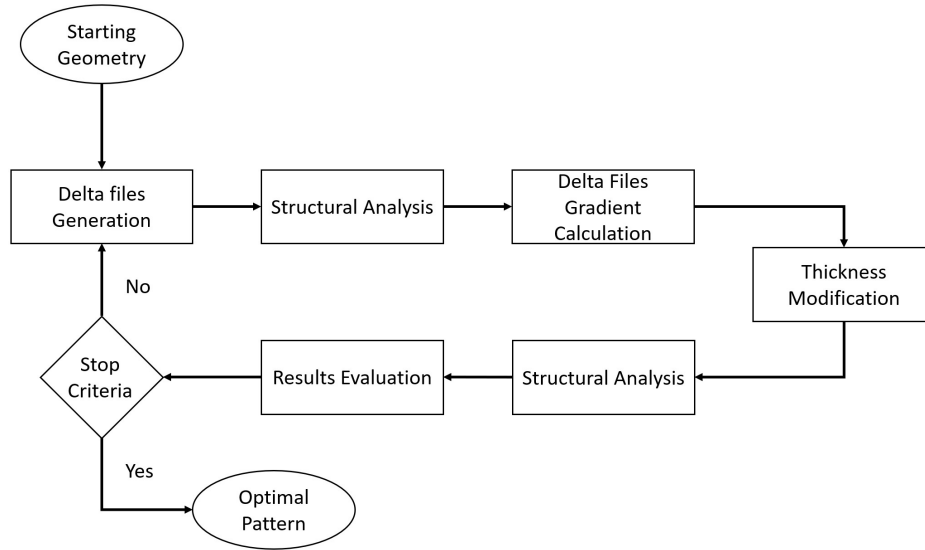 Starting
Geometry
Delta files
Generation
Structural Analysis
Delta Files
Gradient
Calculation
Thickness
Modification
Structural Analysis
Results Evaluation
Stop
Criteria
No
Yes
Optimal
Pattern